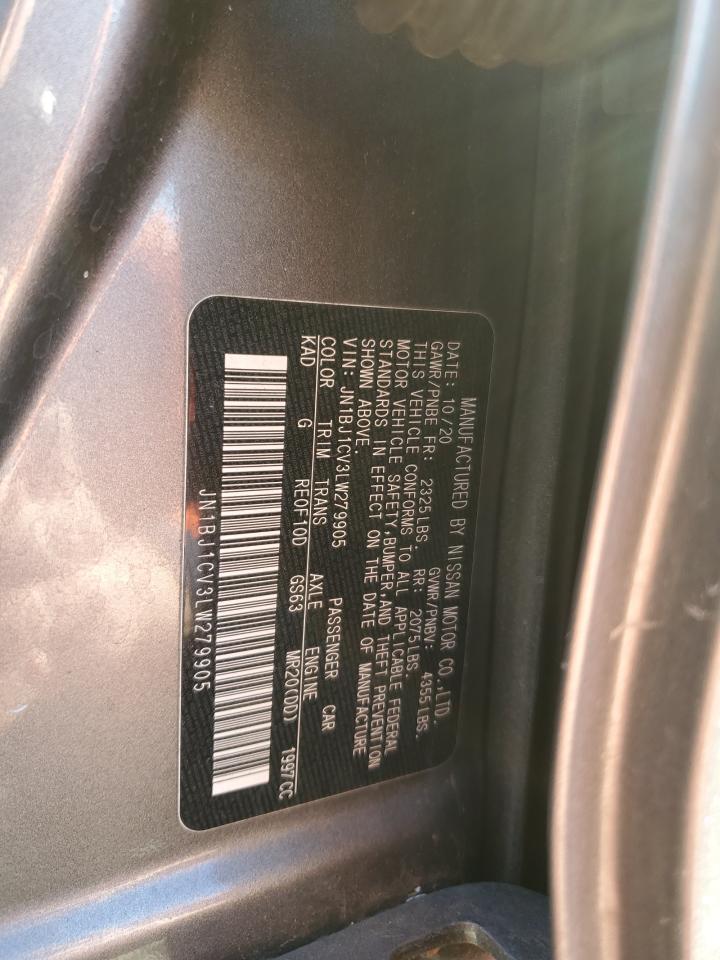 MANUFACTURED BY NISSAN MOTOR CO.,LTD.
DATE: 10/20 GVWR/PNBV: 4355LBS.
GAWR/PNBE FR: 2325LBS. RR: 2075LBS.
THIS VEHICLE CONFORMS TO ALL APPLICABLE FEDERAL
MOTOR VEHICLE SAFETY,BUMPER,AND THEFT PREVENTION
STANDARDS IN EFFECT ON THE DATE OF MANUFACTURE
SHOWN ABOVE.
VIN: JN1BJ1CV3LW279905 PASSENGER CAR
COLOR TRIM TRANS AXLE ENGINE
KAD G RE0F10D GS63 MR20(DD) 1997CC
JN1BJ1CV3LW279905